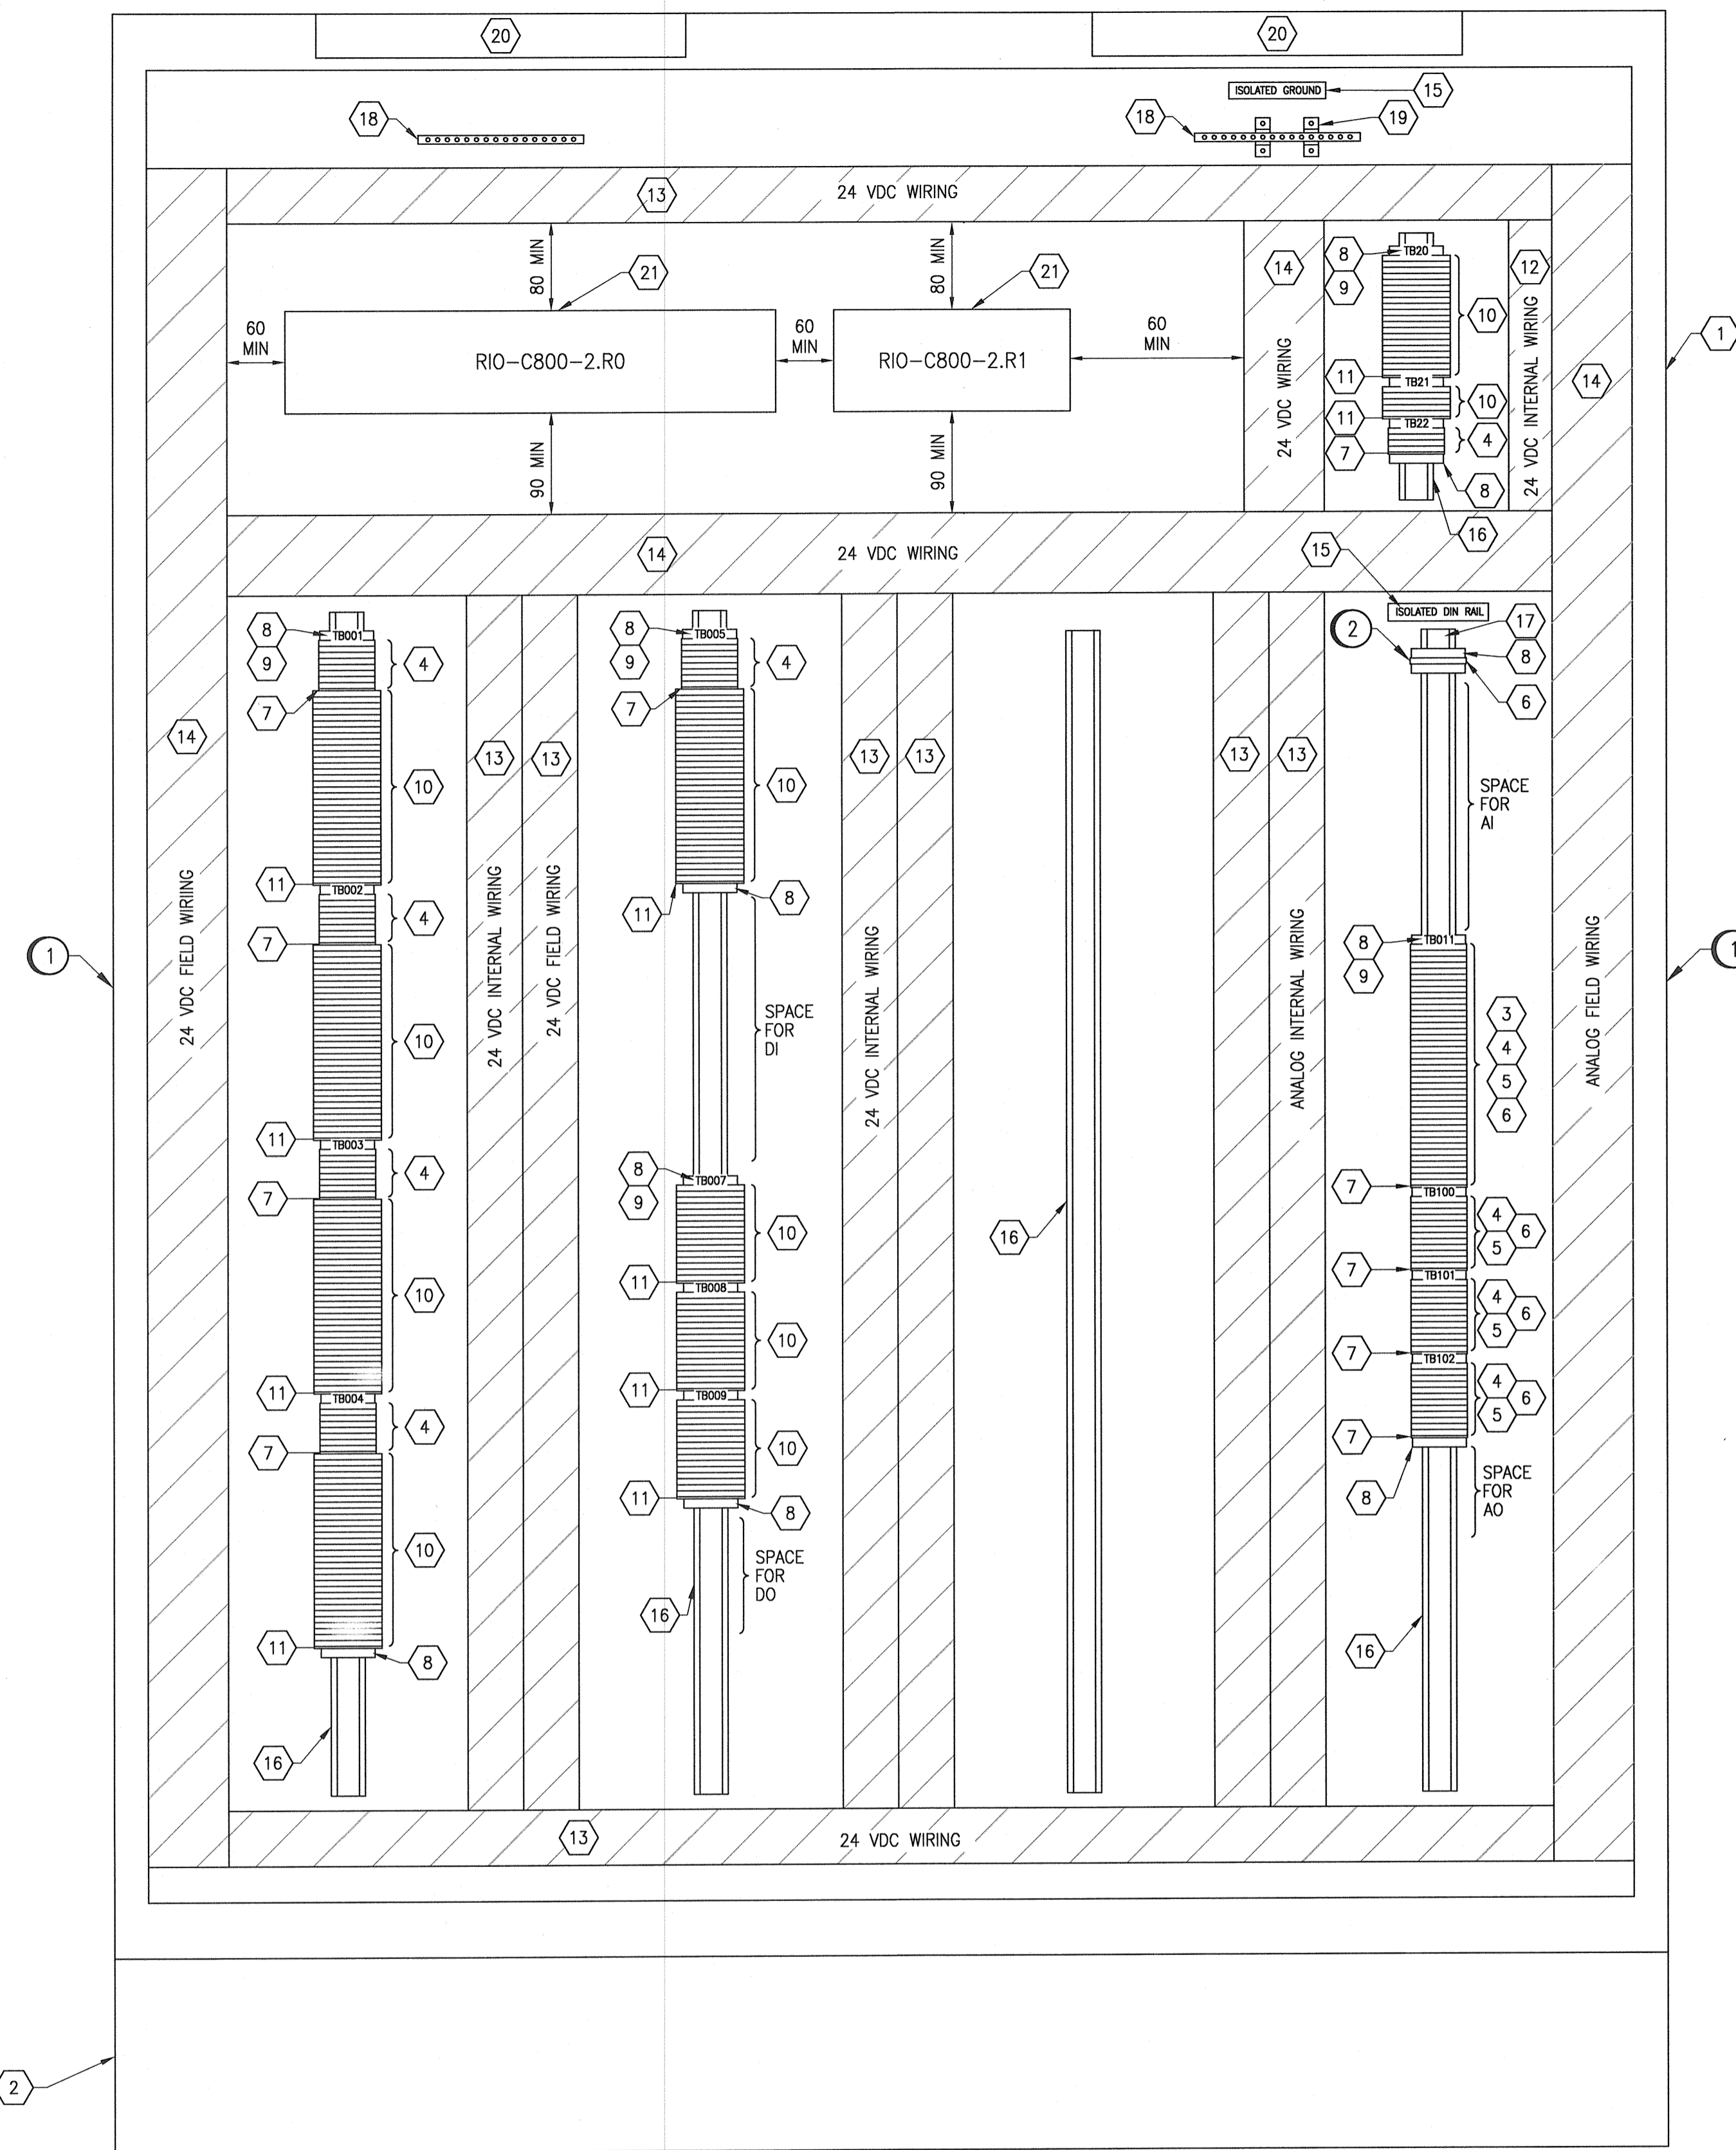 20
20
ISOLATED GROUND
15
18
18
19
13
24 VDC WIRING
80 MIN
21
80 MIN
21
14
24 VDC WIRING
8
9
TB20
10
12
24 VDC INTERNAL WIRING
1
60
MIN
RIO-C800-2.R0
60
MIN
RIO-C800-2.R1
60
MIN
11
TB21
10
14
11
TB22
4
7
8
16
90 MIN
90 MIN
14
24 VDC WIRING
15
ISOLATED DIN RAIL
8
9
TB001
4
7
10
11
TB002
4
7
10
11
TB003
4
7
10
11
TB004
4
7
10
11
8
16
14
24 VDC FIELD WIRING
1
13
24 VDC INTERNAL WIRING
13
24 VDC FIELD WIRING
8
9
TB005
4
7
10
11
8
SPACE
FOR
DI
8
9
TB007
10
11
TB008
10
11
TB009
10
11
8
SPACE
FOR
DO
16
13
24 VDC INTERNAL WIRING
13
16
13
13
ANALOG INTERNAL WIRING
2
17
8
6
SPACE
FOR
AI
8
9
TB011
3
4
5
6
7
TB100
4
5
6
7
TB101
4
5
6
7
TB102
4
5
6
7
8
SPACE
FOR
AO
16
ANALOG FIELD WIRING
1
13
24 VDC WIRING
2